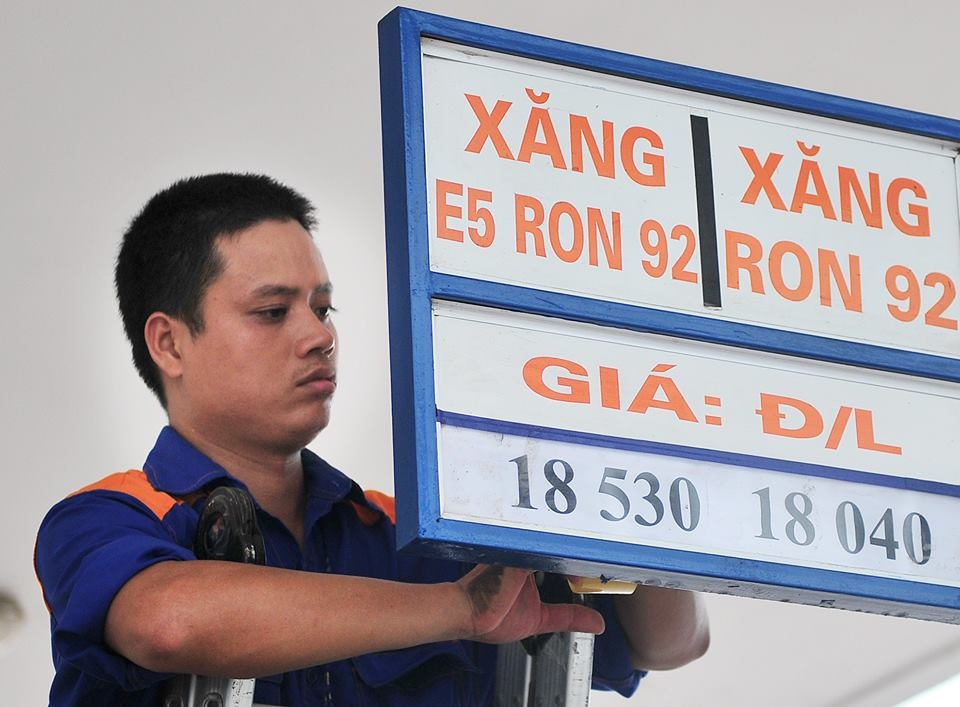 XĂNG
E5 RON 92
XĂNG
RON 92
GIÁ: Đ/L
18 530 18 040